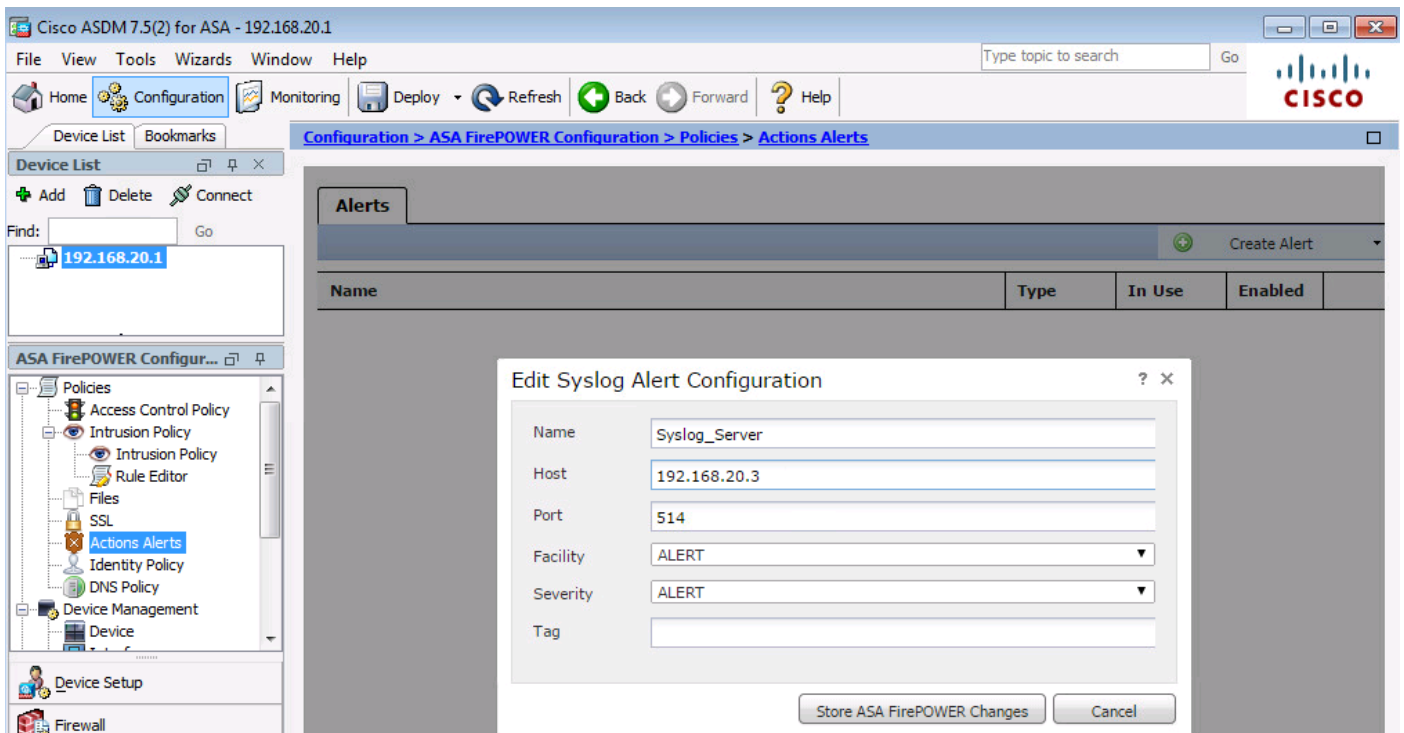 Cisco ASDM 7.5(2) for ASA - 192.168.20.1
File View Tools Wizards Window Help
Type topic to search Go
Home Configuration Monitoring Deploy Refresh Back Forward Help
CISCO
Device List Bookmarks
Configuration > ASA FirePOWER Configuration > Policies > Actions Alerts
Device List
Add Delete Connect
Find: Go
192.168.20.1
Alerts
Create Alert
Name Type In Use Enabled
ASA FirePOWER Configur...
Policies
Access Control Policy
Intrusion Policy
Intrusion Policy
Rule Editor
Files
SSL
Actions Alerts
Identity Policy
DNS Policy
Device Management
Device
Device Setup
Firewall
Edit Syslog Alert Configuration ?
Name Syslog_Server
Host 192.168.20.3
Port 514
Facility ALERT
Severity ALERT
Tag
Store ASA FirePOWER Changes Cancel